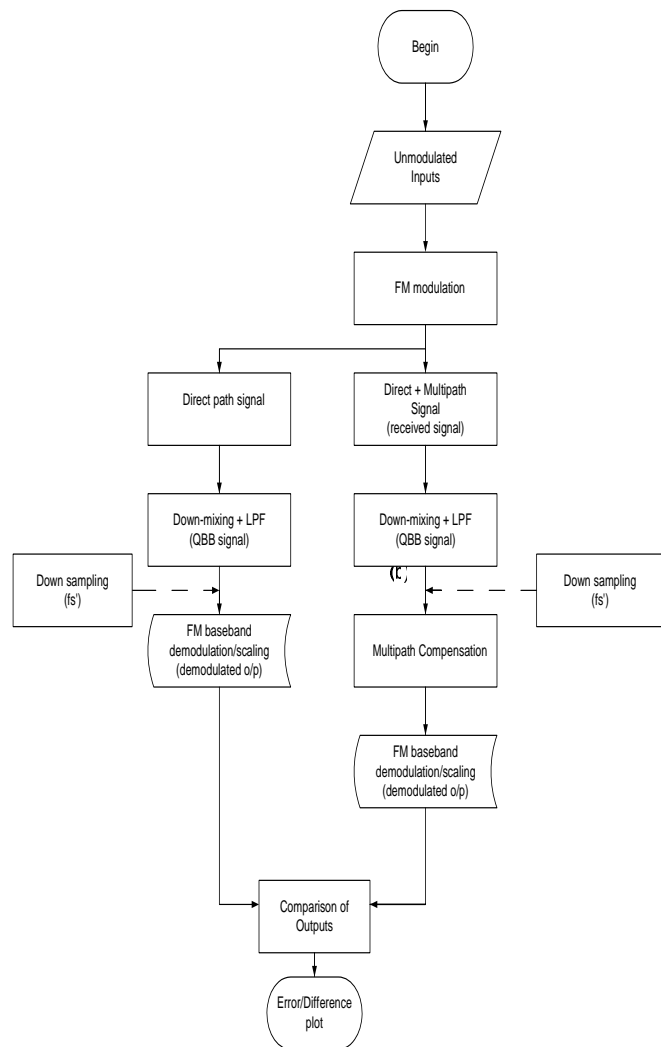 Begin
Unmodulated
Inputs
FM modulation
Direct path signal
Direct + Multipath
Signal
(received signal)
Down-mixing + LPF
(QBB signal)
Down-mixing + LPF
(QBB signal)
Down sampling
(fs')
Down sampling
(fs')
FM baseband
demodulation/scaling
(demodulated o/p)
Multipath Compensation
FM baseband
demodulation/scaling
(demodulated o/p)
Comparison of
Outputs
Error/Difference
plot